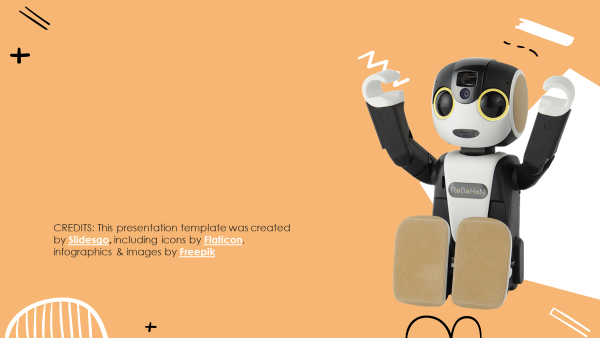 RoBoHoN
CREDITS: This presentation template was created
by Slidesgo, including icons by Flaticon,
infographics & images by Freepik